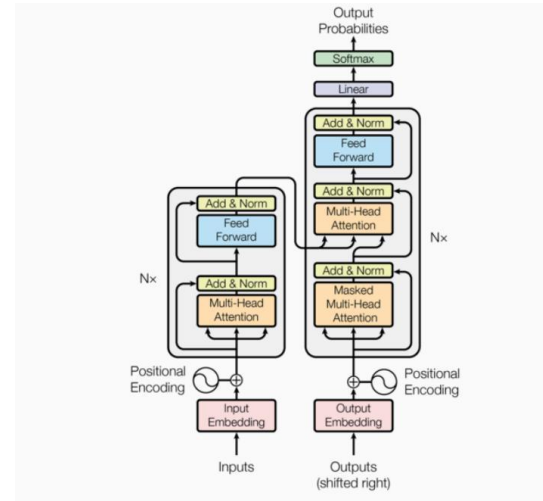 Output
Probabilities
Softmax
Linear
Add & Norm
Feed
Forward
Add & Norm
Multi-Head
Attention
Add & Norm
Masked
Multi-Head
Attention
N×
Add & Norm
Feed
Forward
Add & Norm
Multi-Head
Attention
N×
Positional
Encoding
Positional
Encoding
Input
Embedding
Output
Embedding
Inputs
Outputs
(shifted right)